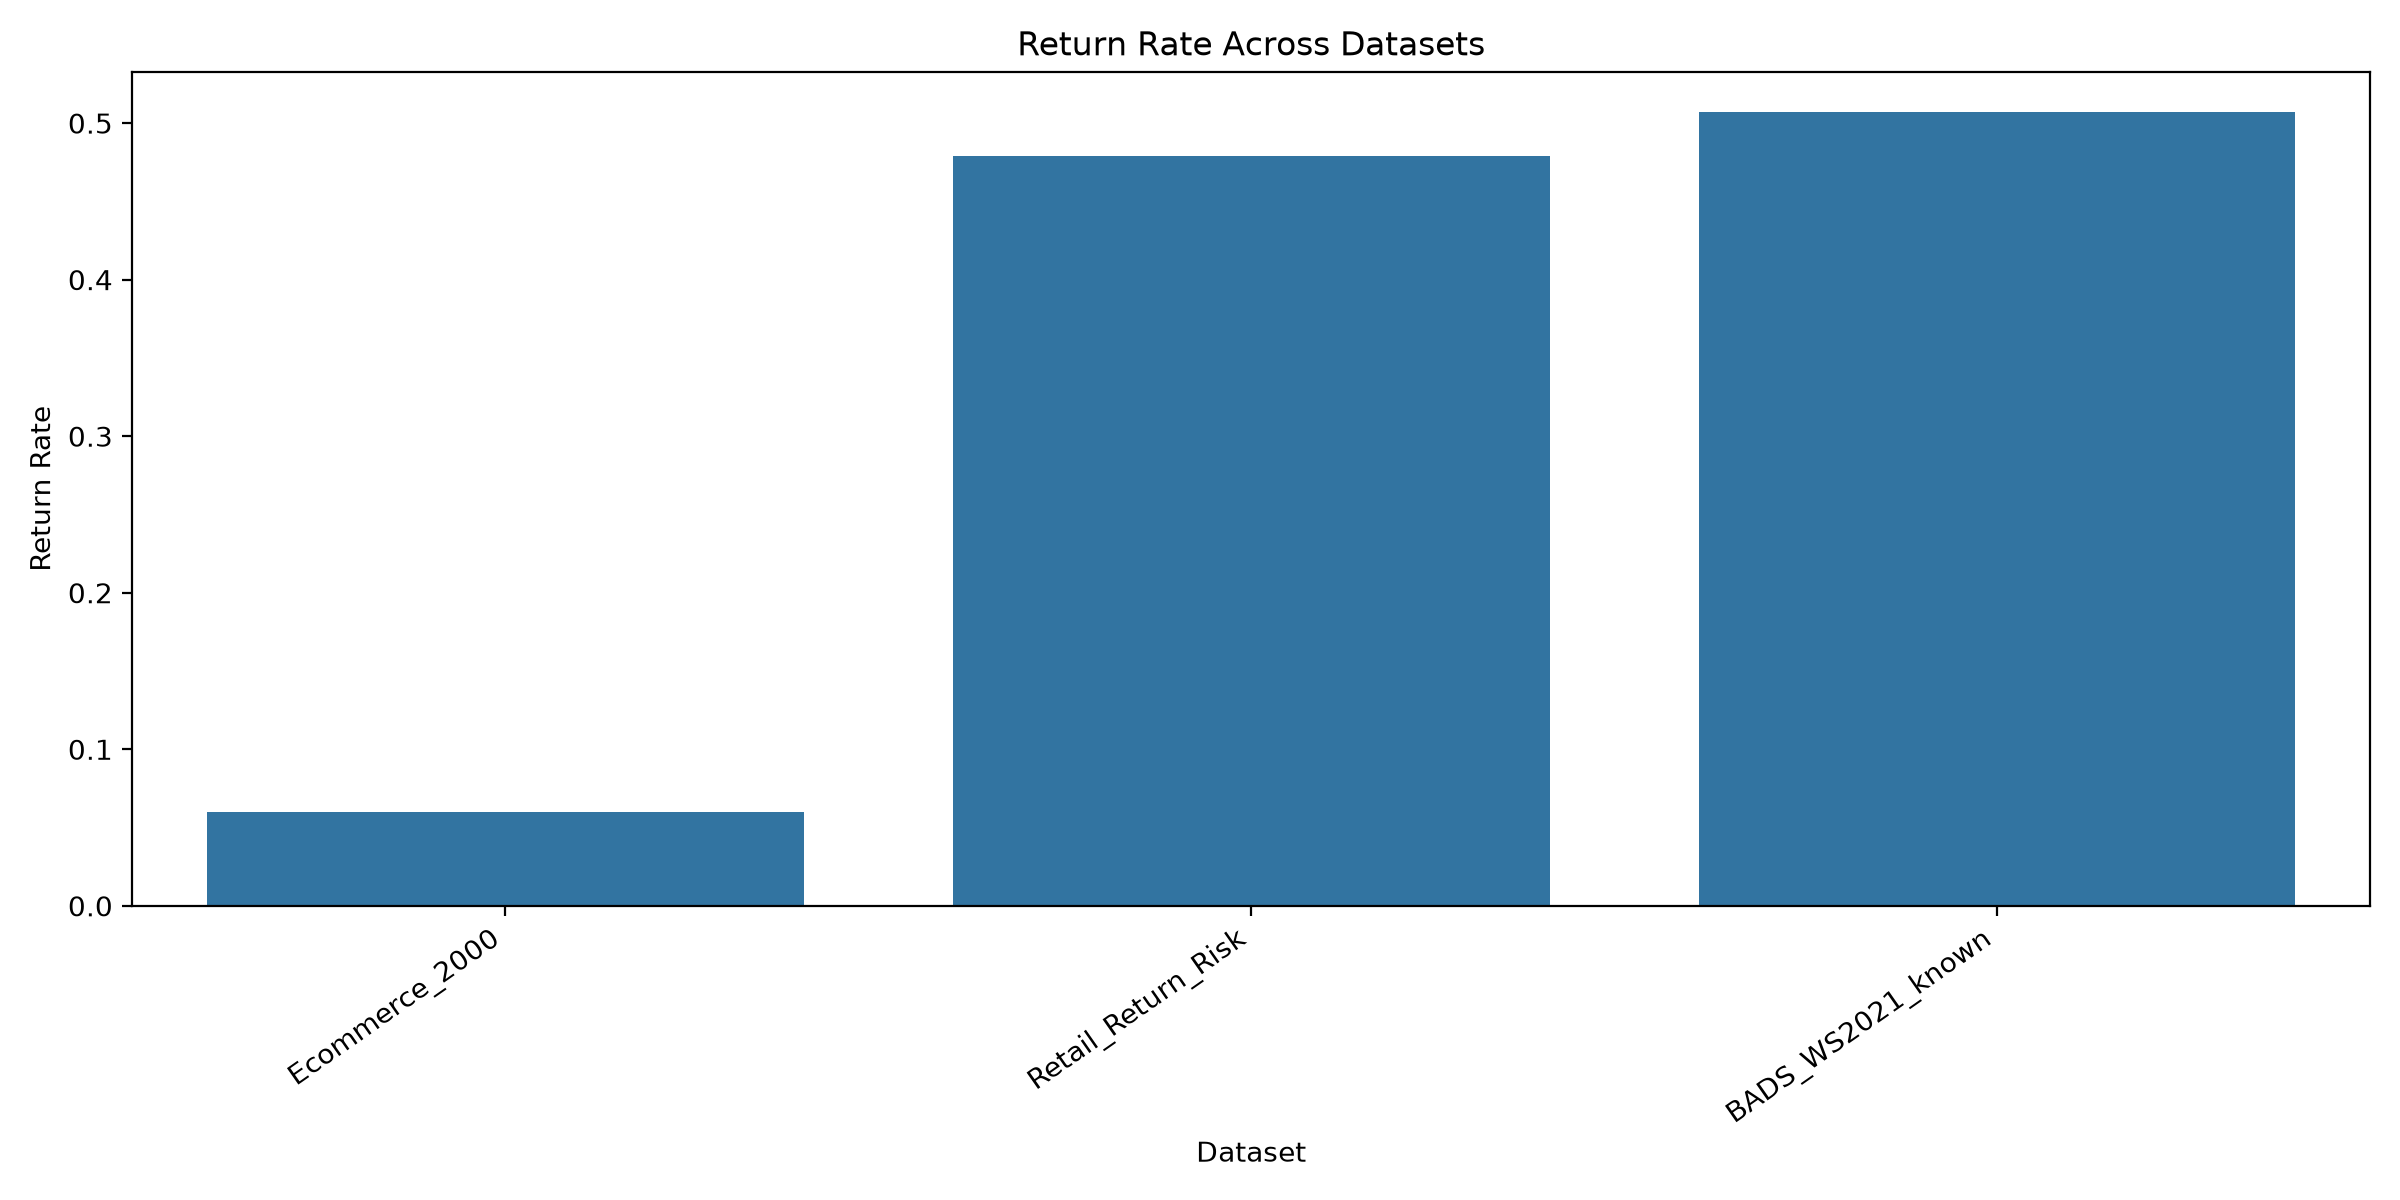 Return Rate Across Datasets
Return Rate
0.5
0.4
0.3
0.2
0.1
0.0
Ecommerce_2000
Retail_Return_Risk
BADS_WS2021_known
Dataset